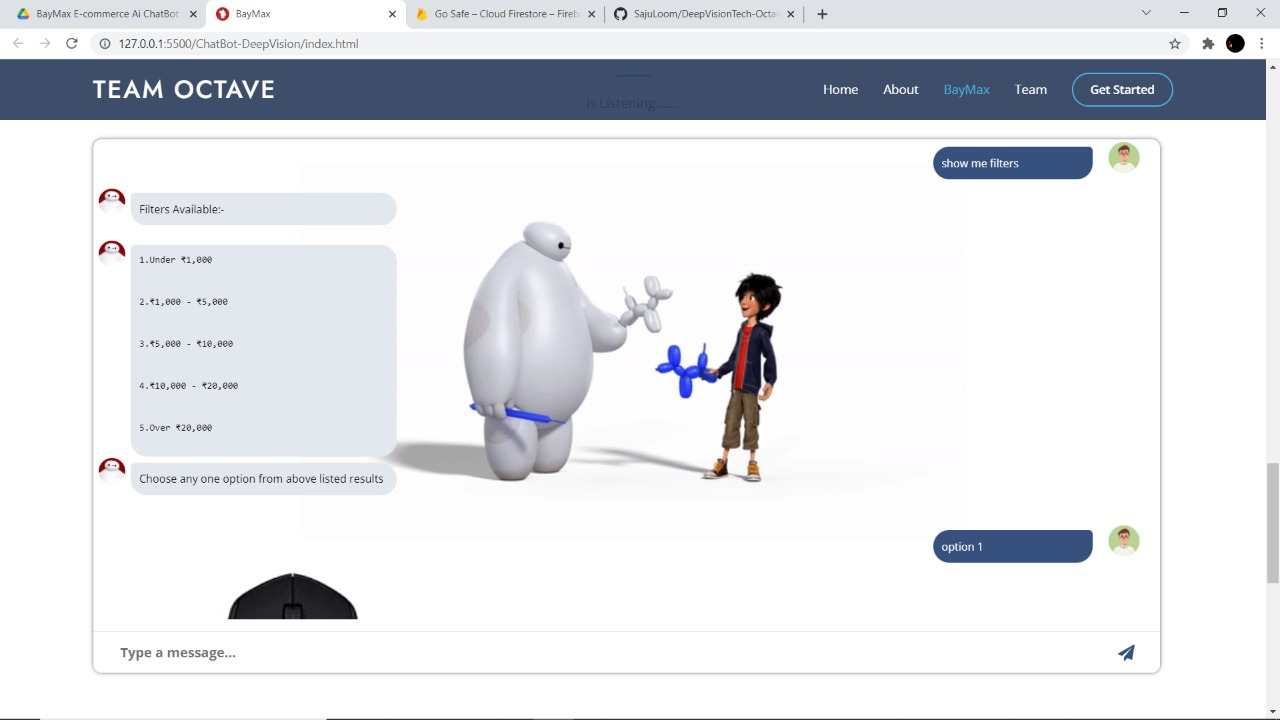 BayMax E-commerce Ai ChatBot
BayMax
Go Safe – Cloud Firestore – Fireb
SajuLoom/DeepVisionTech-Octav
127.0.0.1:5500/ChatBot-DeepVision/index.html
TEAM OCTAVE
is Listening.......
Home
About
BayMax
Team
Get Started
show me filters
Filters Available:-
1.Under ₹1,000
2.₹1,000 - ₹5,000
3.₹5,000 - ₹10,000
4.₹10,000 - ₹20,000
5.Over ₹20,000
Choose any one option from above listed results
option 1
Type a message...